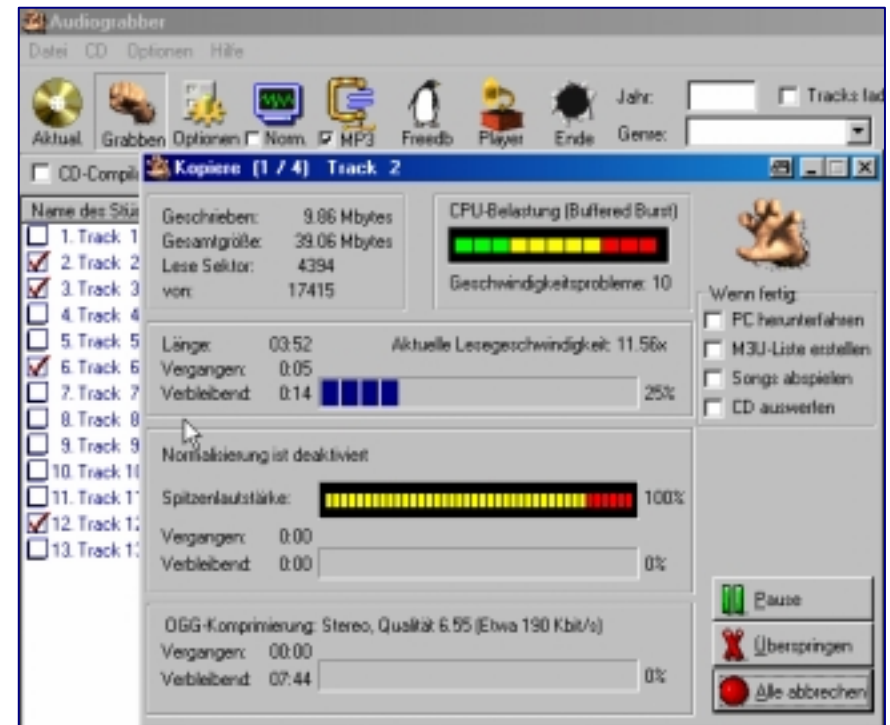 Audiograbber
Datei CD Optionen Hilfe
Aktual. Grabben Optionen Norm. MP3 Freedb Player Ende
Jahr: Tracks lad
Genre:
CD-Compil
Kopiere (1 / 4) Track 2
Name des Stü
1. Track 1
2. Track 2
3. Track 3
4. Track 4
5. Track 5
6. Track 6
7. Track 7
8. Track 8
9. Track 9
10. Track 10
11. Track 1
12. Track 12
13. Track 1
Geschrieben: 9.86 Mbytes
Gesamtgröße: 39.06 Mbytes
Lese Sektor: 4394
von: 17415
CPU-Belastung (Buffered Burst)
Geschwindigkeitsprobleme: 10
Länge: 03:52 Aktuelle Lesegeschwindigkeit: 11.56x
Vergangen: 0:05
Verbleibend: 0:14 25%
Normalisierung ist deaktiviert
Spitzenlautstärke: 100%
Vergangen: 0:00
Verbleibend: 0:00 0%
OGG-Komprimierung: Stereo, Qualität 6.55 (Etwa 190 Kbit/s)
Vergangen: 00:00
Verbleibend: 07:44 0%
Wenn fertig:
PC herunterfahren
M3U-Liste erstellen
Songs abspielen
CD auswerfen
Pause
Überspringen
Alle abbrechen